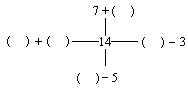 7 + (　)
(　) + (　) 14 (　) − 3
(　) − 5